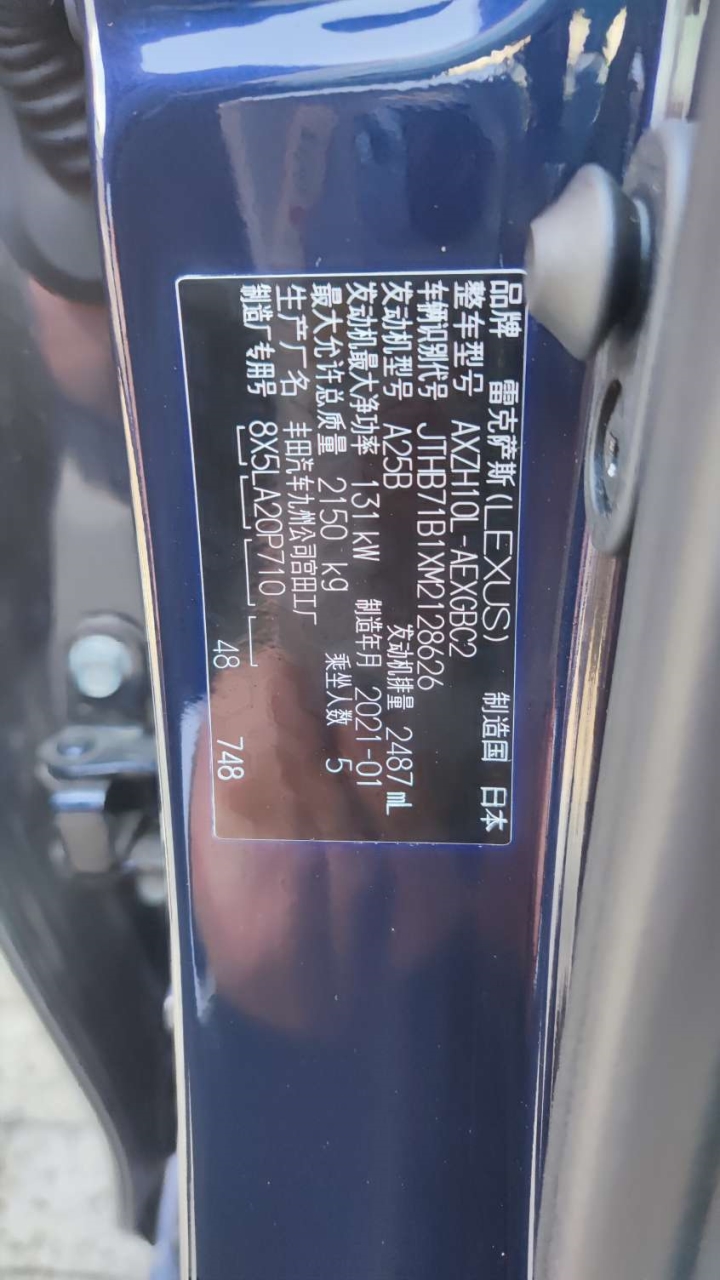 品牌 雷克萨斯(LEXUS) 制造国 日本
整车型号 AXZH10L-AEXGBC2
车辆识别代号 JTHB71B1XM2128626
发动机型号 A25B 发动机排量 2487 mL
发动机最大净功率 131 kW 制造年月 2021-01
最大允许总质量 2150 kg 乘坐人数 5
生产厂名 丰田汽车九州公司宫田工厂
制造厂专用号 8X5LA20P710 48 748